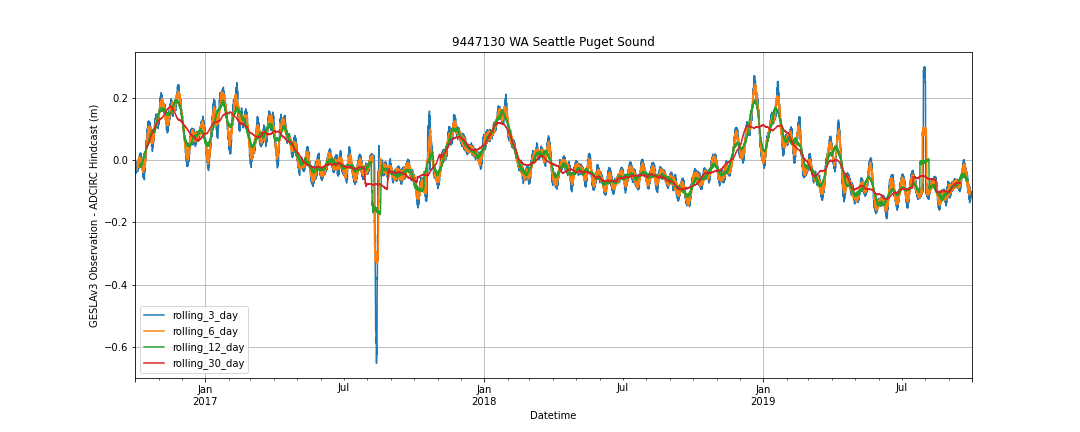 9447130 WA Seattle Puget Sound
GESLAv3 Observation - ADCIRC Hindcast (m)
0.2
0.0
−0.2
−0.4
−0.6
rolling_3_day
rolling_6_day
rolling_12_day
rolling_30_day
Jan
2017
Jul
Jan
2018
Jul
Jan
2019
Jul
Datetime